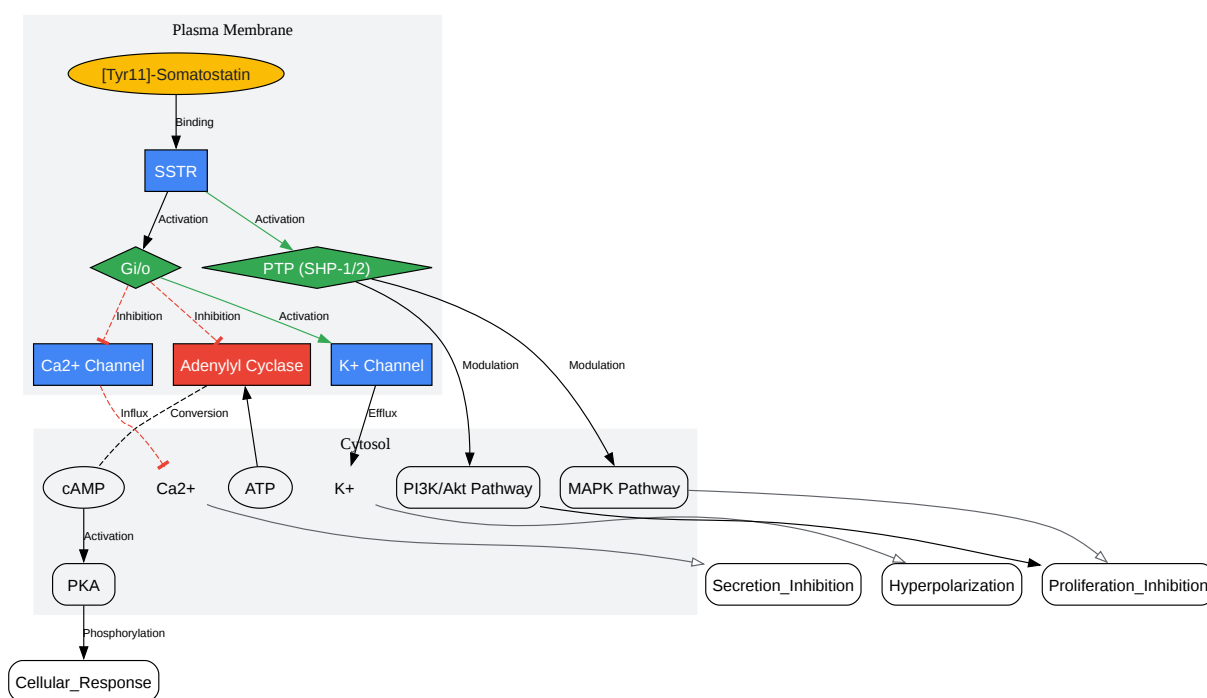 Plasma Membrane
[Tyr11]-Somatostatin
Binding
SSTR
Activation
Activation
Gi/o
PTP (SHP-1/2)
Inhibition
Inhibition
Activation
Ca2+ Channel
Adenylyl Cyclase
K+ Channel
Modulation
Modulation
Influx
Conversion
Efflux
Cytosol
cAMP
Ca2+
ATP
K+
PI3K/Akt Pathway
MAPK Pathway
Activation
PKA
Secretion_Inhibition
Hyperpolarization
Proliferation_Inhibition
Phosphorylation
Cellular_Response